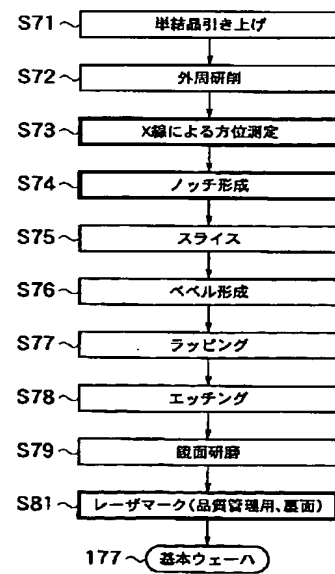 S71 単結晶引き上げ
S72 外周研削
S73 X線による方位測定
S74 ノッチ形成
S75 スライス
S76 ベベル形成
S77 ラッピング
S78 エッチング
S79 鏡面研磨
S81 レーザマーク(品質管理用、裏面)
177 基本ウェーハ